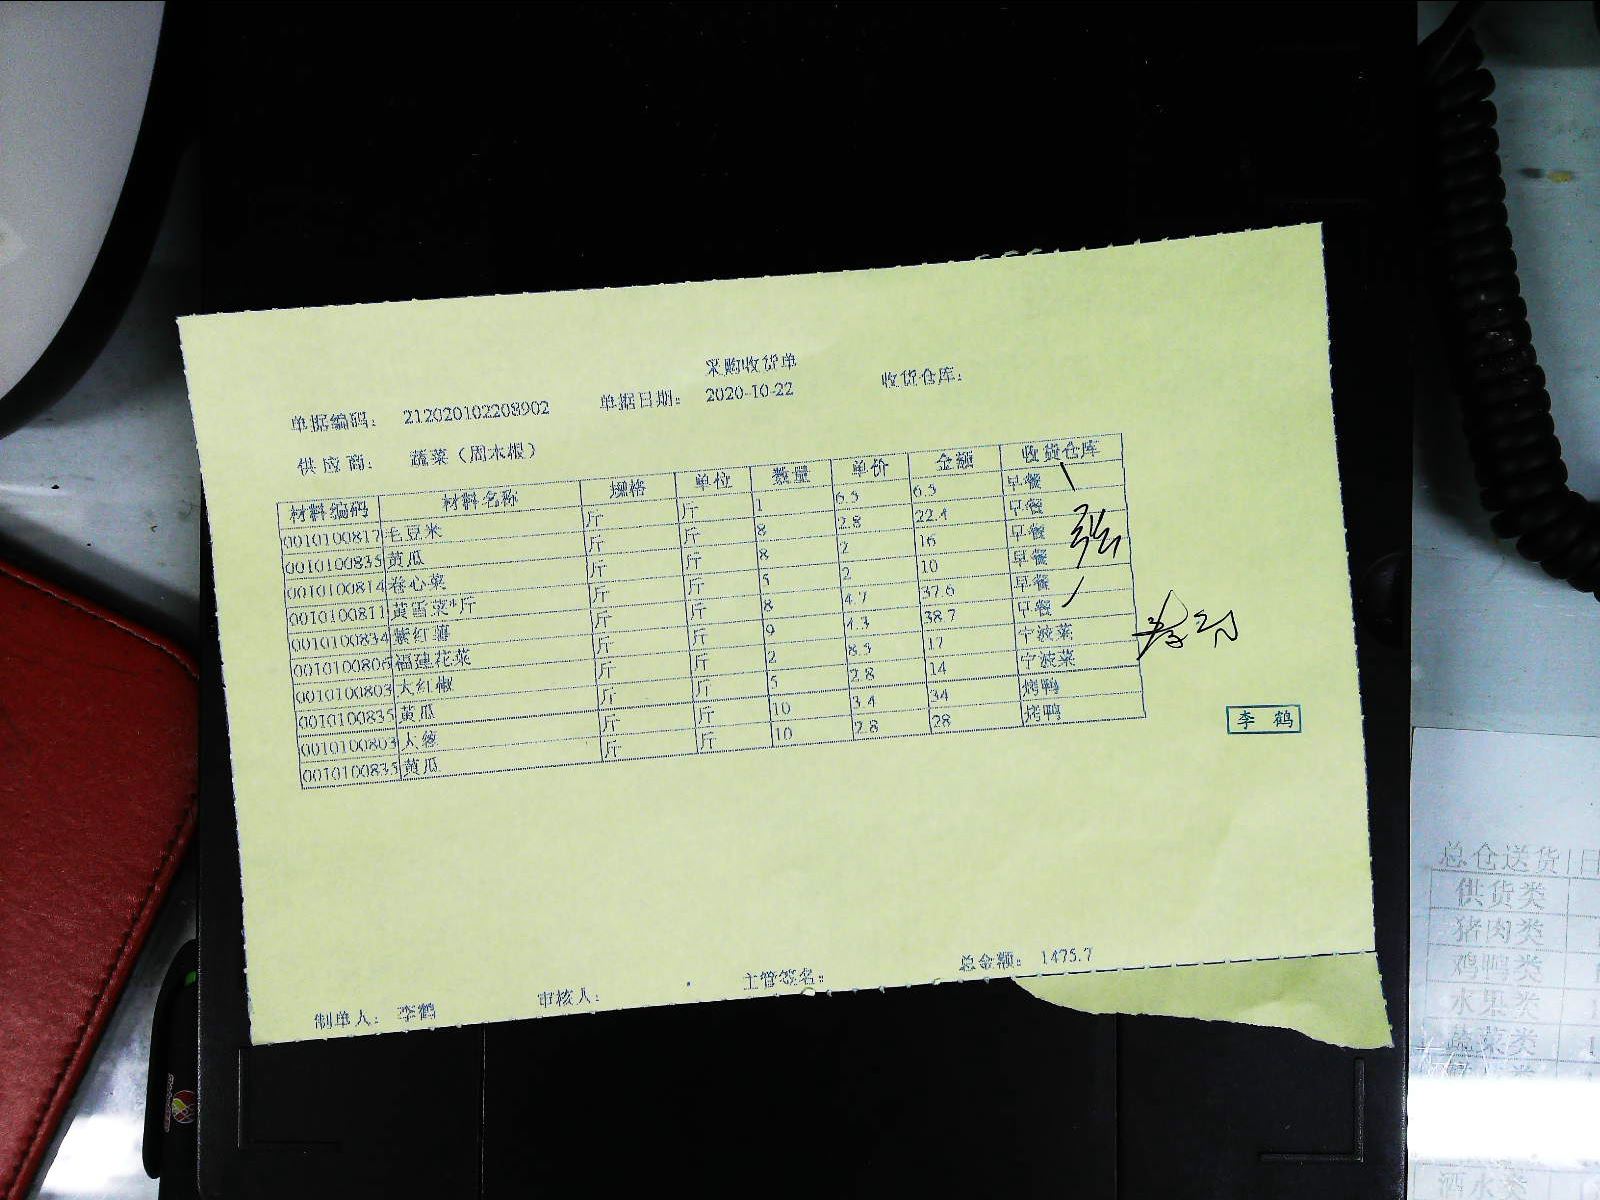 采购收货单
单据编码： 212020102208902 单据日期： 2020-10-22 收货仓库：
供应商： 蔬菜（周木根）
材料编码 材料名称 规格 单位 数量 单价 金额 收货仓库
0010100817 毛豆米 斤 斤 1 6.5 6.5 早餐
0010100835 黄瓜 斤 斤 8 2.8 22.4 早餐
0010100814 卷心菜 斤 斤 8 2 16 早餐
0010100811 黄雪菜*斤 斤 斤 5 2 10 早餐
0010100834 紫红薯 斤 斤 8 4.7 37.6 早餐
0010100806 福建花菜 斤 斤 9 4.3 38.7 早餐
0010100803 大红椒 斤 斤 2 8.5 17 宁波菜
0010100835 黄瓜 斤 斤 5 2.8 14 宁波菜
0010100803 大葱 斤 斤 10 3.4 34 烤鸭
0010100835 黄瓜 斤 斤 10 2.8 28 烤鸭
李鹤
制单人： 李鹤 审核人： 主管签名： 总金额： 1475.7
总仓送货 日
供货类
猪肉类
鸡鸭类
水果类
蔬菜类
酒水类